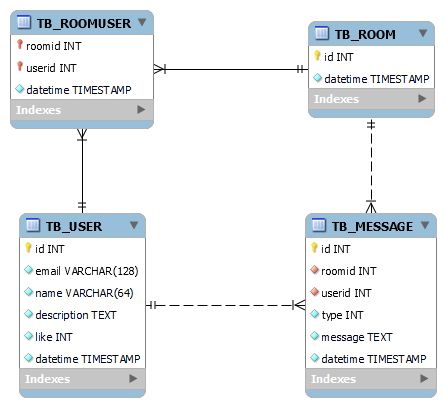 TB_ROOMUSER
roomid INT
userid INT
datetime TIMESTAMP
Indexes
TB_ROOM
id INT
datetime TIMESTAMP
Indexes
TB_USER
id INT
email VARCHAR(128)
name VARCHAR(64)
description TEXT
like INT
datetime TIMESTAMP
Indexes
TB_MESSAGE
id INT
roomid INT
userid INT
type INT
message TEXT
datetime TIMESTAMP
Indexes